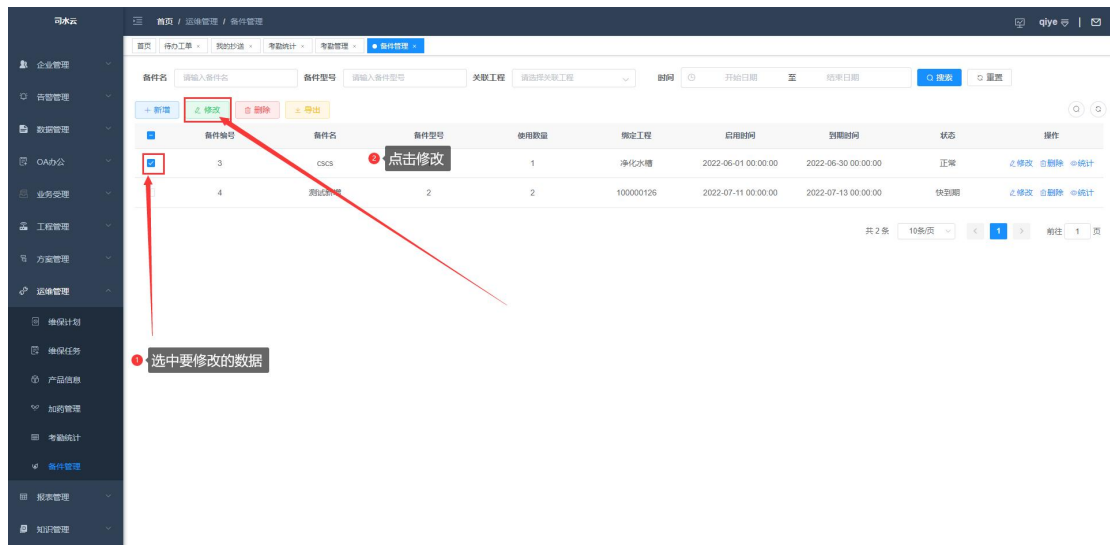 司水云
首页 / 运维管理 / 备件管理
qiye
首页 待办工单 × 我的抄送 × 考勤统计 × 考勤管理 × 备件管理 ×
企业管理
告警管理
数据管理
OA办公
业务受理
工程管理
方案管理
运维管理
维保计划
维保任务
产品信息
加药管理
考勤统计
备件管理
报表管理
知识管理
备件名 请输入备件名 备件型号 请输入备件型号 关联工程 请选择关联工程 时间 开始日期 至 结束日期 搜索 重置
+ 新增 修改 删除 导出
备件编号 备件名 备件型号 使用数量 绑定工程 启用时间 到期时间 状态 操作
3 cscs 1 净化水槽 2022-06-01 00:00:00 2022-06-30 00:00:00 正常 修改 删除 统计
2 点击修改
4 测试新增 2 2 100000126 2022-07-11 00:00:00 2022-07-13 00:00:00 快到期 修改 删除 统计
共 2 条 10条/页 < 1 > 前往 1 页
1 选中要修改的数据